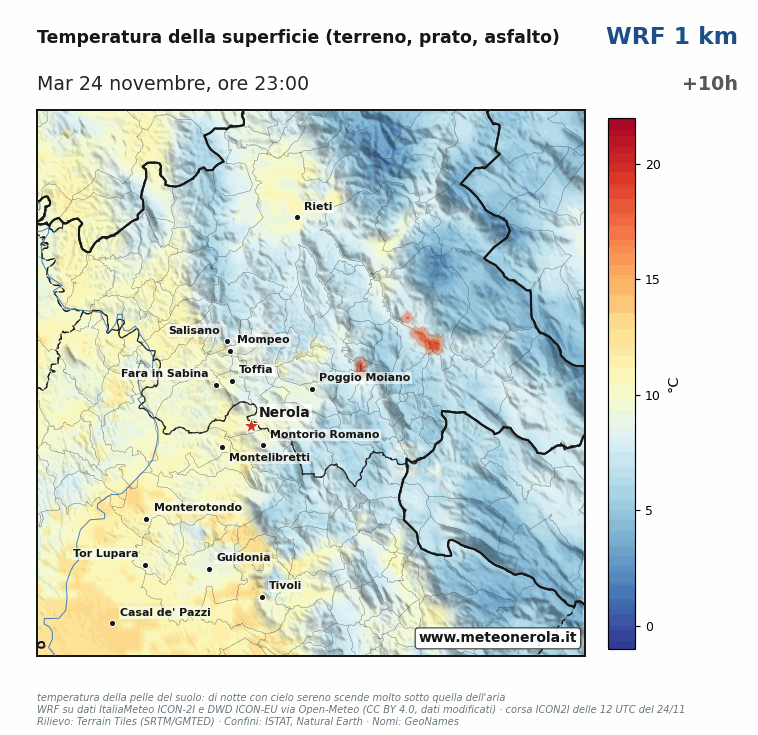 Temperatura della superficie (terreno, prato, asfalto)
WRF 1 km
Mar 24 novembre, ore 23:00
+10h
Rieti
Salisano
Mompeo
Toffia
Fara in Sabina
Poggio Moiano
Nerola
Montorio Romano
Montelibretti
Monterotondo
Tor Lupara
Guidonia
Tivoli
Casal de' Pazzi
www.meteonerola.it
20
15
10
5
0
°C
temperatura della pelle del suolo: di notte con cielo sereno scende molto sotto quella dell'aria
WRF su dati ItaliaMeteo ICON-2I e DWD ICON-EU via Open-Meteo (CC BY 4.0, dati modificati) · corsa ICON2I delle 12 UTC del 24/11
Rilievo: Terrain Tiles (SRTM/GMTED) · Confini: ISTAT, Natural Earth · Nomi: GeoNames